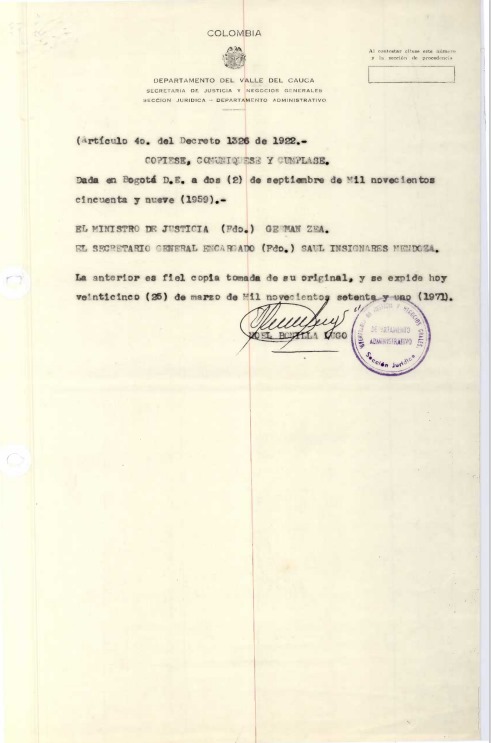 COLOMBIA
Al contestar cítese este número
y la sección de procedencia
DEPARTAMENTO DEL VALLE DEL CAUCA
SECRETARIA DE JUSTICIA Y NEGOCIOS GENERALES
SECCION JURIDICA - DEPARTAMENTO ADMINISTRATIVO
(Artículo 4o. del Decreto 1326 de 1922.-
COPIESE, COMUNIQUESE Y CUMPLASE.
Dada en Bogotá D.E. a dos (2) de septiembre de Mil novecientos
cincuenta y nueve (1959).-
EL MINISTRO DE JUSTICIA (Fdo.) GERMAN ZEA.
EL SECRETARIO GENERAL ENCARGADO (Fdo.) SAUL INSIGNARES MENDOZA.
La anterior es fiel copia tomada de su original, y se expide hoy
veinticinco (25) de marzo de Mil novecientos setenta y uno (1971).
NOEL BONILLA LUGO
DEPARTAMENTO
ADMINISTRATIVO
Sección Jurídica